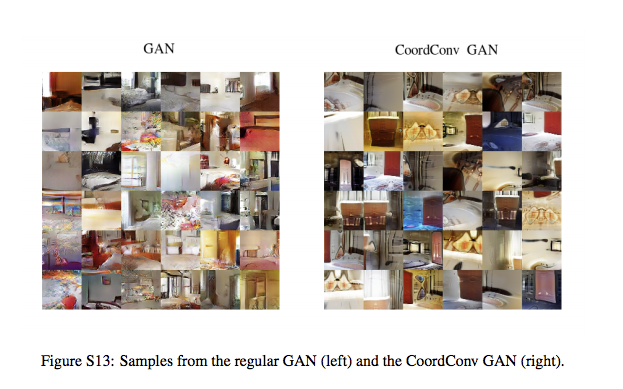 GAN
CoordConv GAN
Figure S13: Samples from the regular GAN (left) and the CoordConv GAN (right).